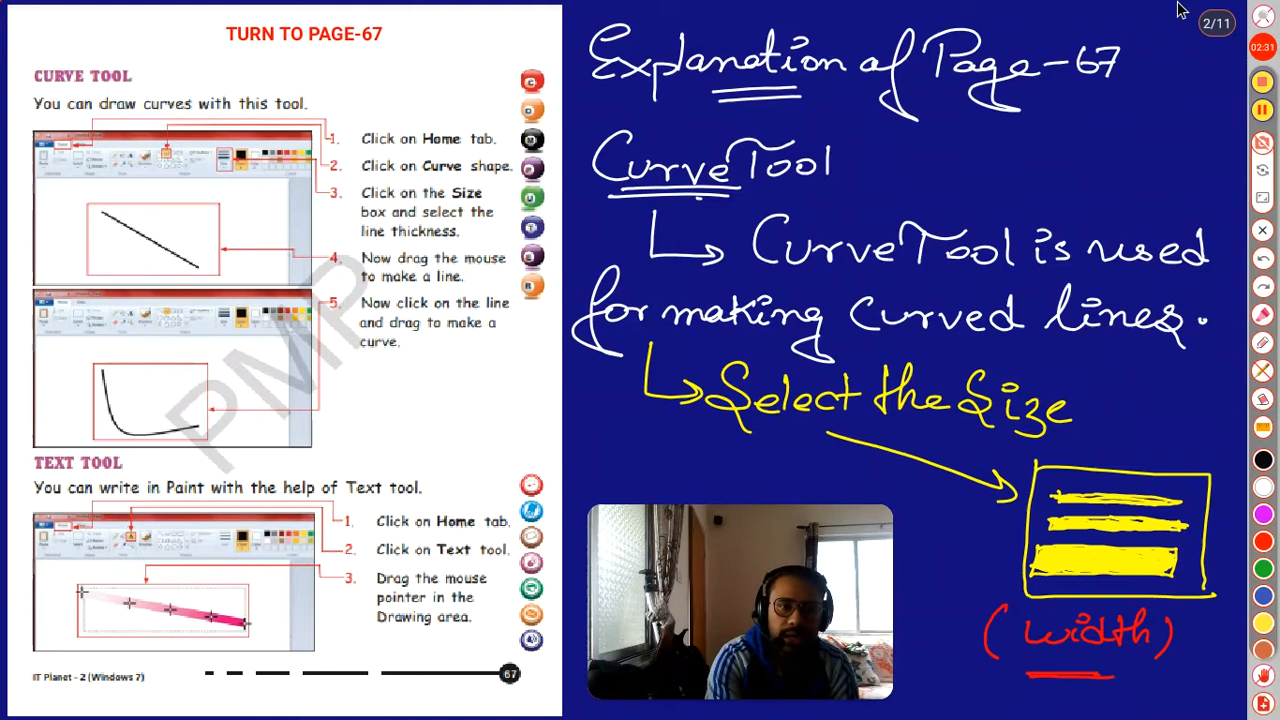 TURN TO PAGE-67
CURVE TOOL
You can draw curves with this tool.
1. Click on Home tab.
2. Click on Curve shape.
3. Click on the Size
box and select the
line thickness.
4. Now drag the mouse
to make a line.
5. Now click on the line
and drag to make a
curve.
PMP
TEXT TOOL
You can write in Paint with the help of Text tool.
1. Click on Home tab.
2. Click on Text tool.
3. Drag the mouse
pointer in the
Drawing area.
IT Planet - 2 (Windows 7)
67
Explanation of Page-67
Curve Tool
Curve Tool is used
for making Curved lines.
Select the Size
(width)
2/11
02:31